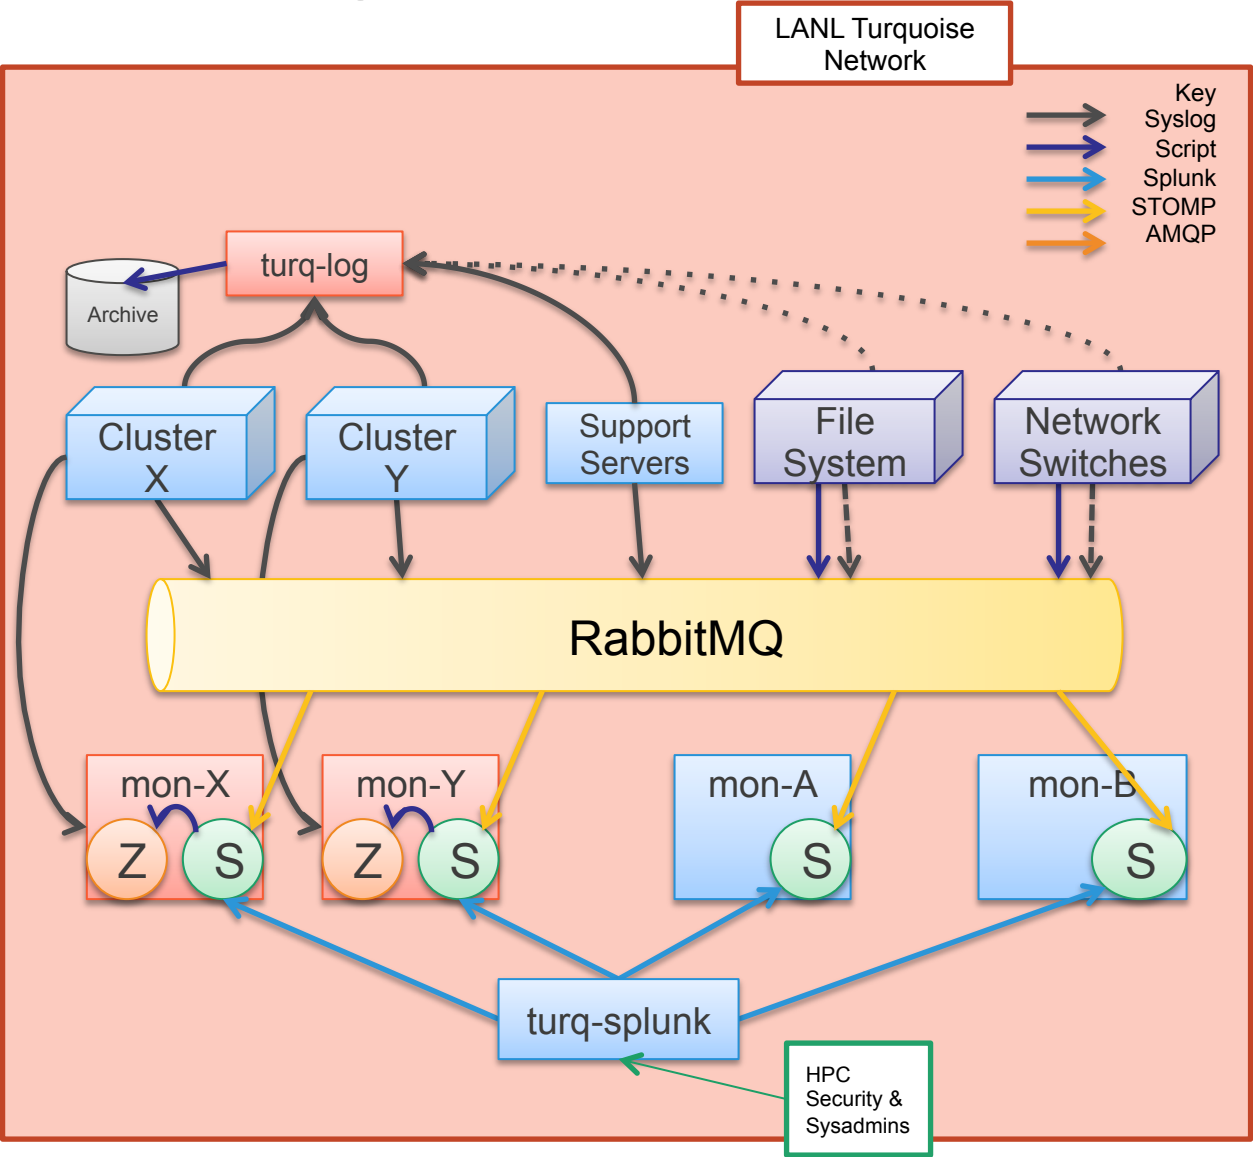 LANL Turquoise
Network
Key
Syslog
Script
Splunk
STOMP
AMQP
turq-log
Archive
Cluster
X
Cluster
Y
Support
Servers
File
System
Network
Switches
RabbitMQ
mon-X
Z
S
mon-Y
Z
S
mon-A
S
mon-B
S
turq-splunk
HPC
Security &
Sysadmins